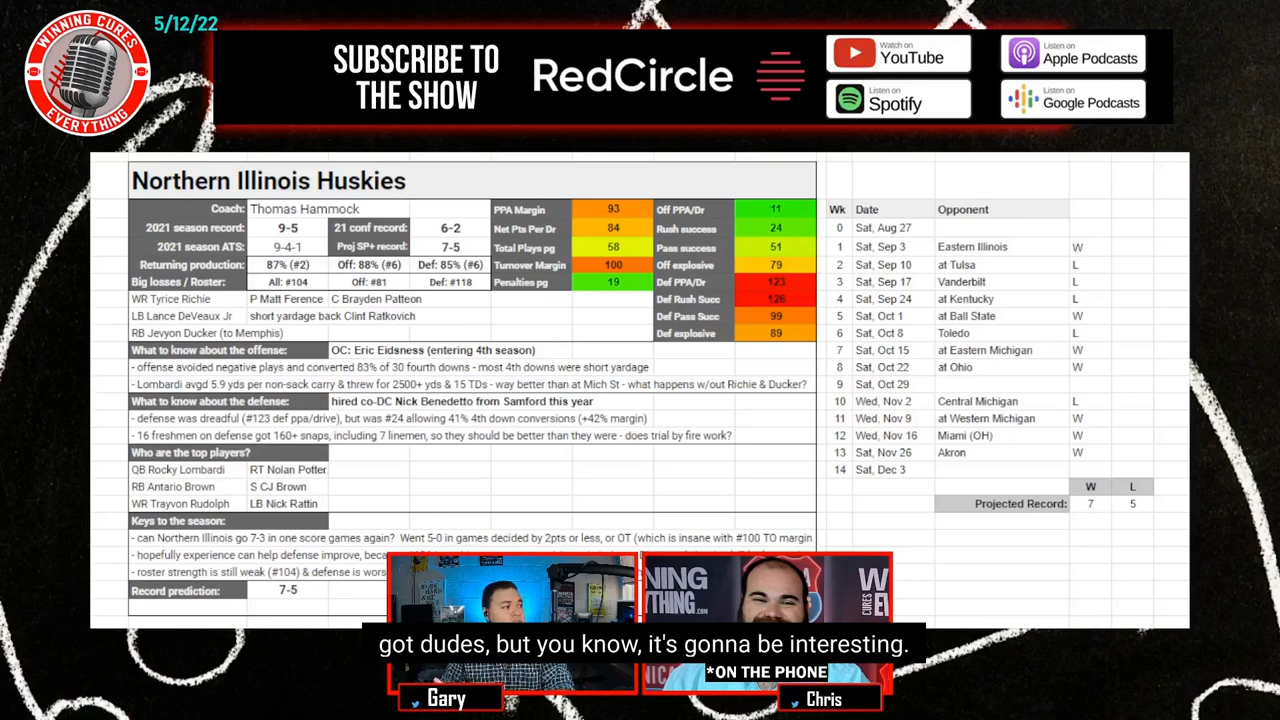 5/12/22
WINNING CURES
EVERYTHING
SUBSCRIBE TO
THE SHOW
RedCircle
Watch on
YouTube
Listen on
Apple Podcasts
Listen on
Spotify
Listen on
Google Podcasts
Northern Illinois Huskies
Coach: Thomas Hammock
2021 season record: 9-5 21 conf record: 6-2
2021 season ATS: 9-4-1 Proj SP+ record: 7-5
Returning production: 87% (#2) Off: 88% (#6) Def: 85% (#6)
Big losses / Roster: All: #104 Off: #81 Def: #118
WR Tyrice Richie P Matt Ference C Brayden Patteon
LB Lance DeVeaux Jr short yardage back Clint Ratkovich
RB Jevyon Ducker (to Memphis)
PPA Margin 93 Off PPA/Dr 11
Net Pts Per Dr 84 Rush success 24
Total Plays pg 58 Pass success 51
Turnover Margin 100 Off explosive 79
Penalties pg 19 Def PPA/Dr 123
Def Rush Succ 126
Def Pass Succ 99
Def explosive 89
What to know about the offense: OC: Eric Eidsness (entering 4th season)
- offense avoided negative plays and converted 83% of 30 fourth downs - most 4th downs were short yardage
- Lombardi avgd 5.9 yds per non-sack carry & threw for 2500+ yds & 15 TDs - way better than at Mich St - what happens w/out Richie & Ducker?
What to know about the defense: hired co-DC Nick Benedetto from Samford this year
- defense was dreadful (#123 def ppa/drive), but was #24 allowing 41% 4th down conversions (+42% margin)
- 16 freshmen on defense got 160+ snaps, including 7 linemen, so they should be better than they were - does trial by fire work?
Who are the top players?
QB Rocky Lombardi RT Nolan Potter
RB Antario Brown S CJ Brown
WR Trayvon Rudolph LB Nick Rattin
Keys to the season:
- can Northern Illinois go 7-3 in one score games again? Went 5-0 in games decided by 2pts or less, or OT (which is insane with #100 TO margin
- hopefully experience can help defense improve, beca
- roster strength is still weak (#104) & defense is wors
Record prediction: 7-5
Wk Date Opponent
0 Sat, Aug 27
1 Sat, Sep 3 Eastern Illinois W
2 Sat, Sep 10 at Tulsa L
3 Sat, Sep 17 Vanderbilt L
4 Sat, Sep 24 at Kentucky L
5 Sat, Oct 1 at Ball State W
6 Sat, Oct 8 Toledo L
7 Sat, Oct 15 at Eastern Michigan W
8 Sat, Oct 22 at Ohio W
9 Sat, Oct 29
10 Wed, Nov 2 Central Michigan L
11 Wed, Nov 9 at Western Michigan W
12 Wed, Nov 16 Miami (OH) W
13 Sat, Nov 26 Akron W
14 Sat, Dec 3
W L
Projected Record: 7 5
got dudes, but you know, it's gonna be interesting.
*ON THE PHONE
Gary
Chris